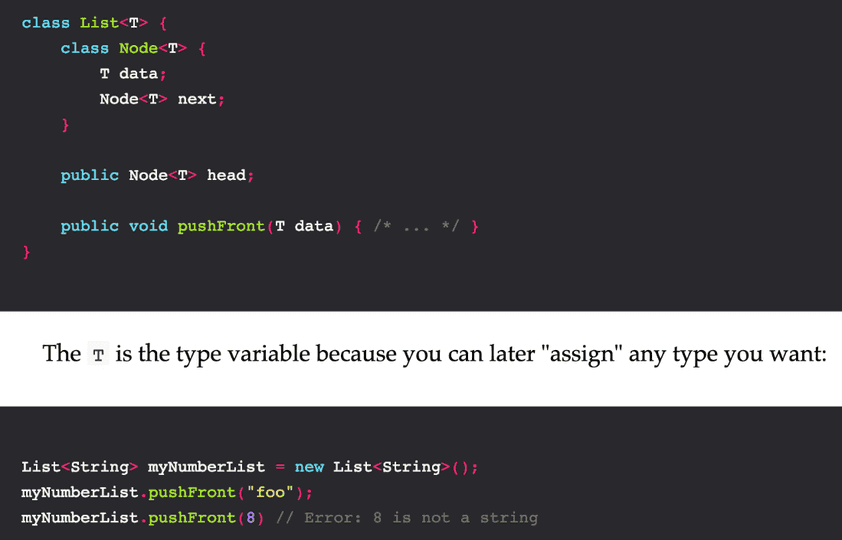 class List<T> {
    class Node<T> {
        T data;
        Node<T> next;
    }
    public Node<T> head;
    public void pushFront(T data) { /* ... */ }
}
The T is the type variable because you can later "assign" any type you want:
List<String> myNumberList = new List<String>();
myNumberList.pushFront("foo");
myNumberList.pushFront(8) // Error: 8 is not a string